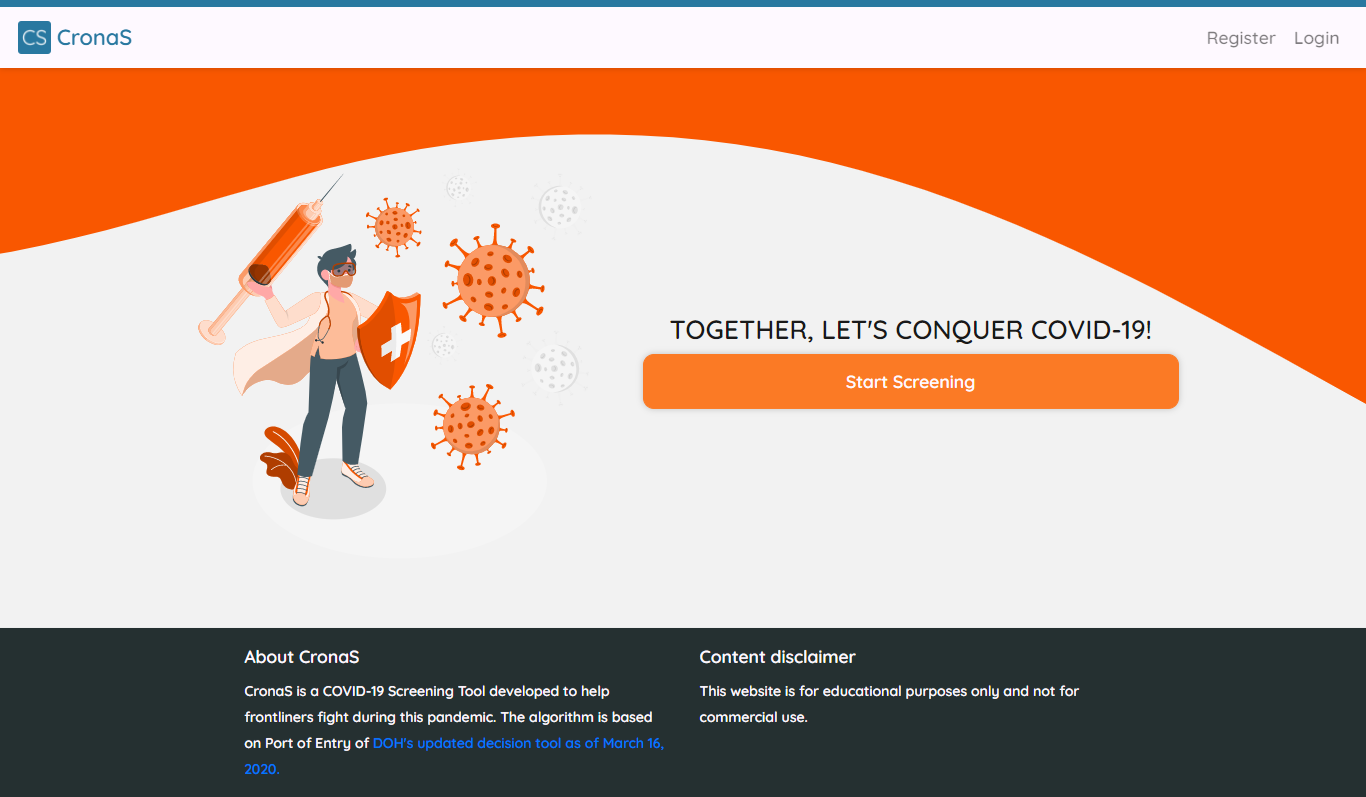 CS CronaS
Register Login
TOGETHER, LET'S CONQUER COVID-19!
Start Screening
About CronaS
CronaS is a COVID-19 Screening Tool developed to help
frontliners fight during this pandemic. The algorithm is based
on Port of Entry of DOH's updated decision tool as of March 16,
2020.
Content disclaimer
This website is for educational purposes only and not for
commercial use.